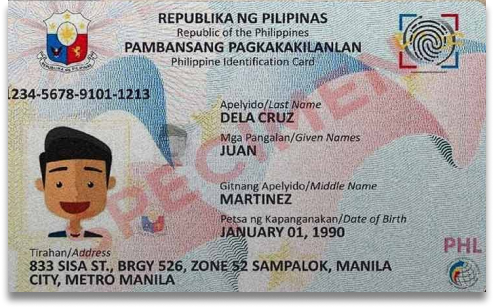 REPUBLIKA NG PILIPINAS
Republic of the Philippines
PAMBANSANG PAGKAKAKILANLAN
Philippine Identification Card
1234-5678-9101-1213
Apelyido/Last Name
DELA CRUZ
Mga Pangalan/Given Names
JUAN
Gitnang Apelyido/Middle Name
MARTINEZ
Petsa ng Kapanganakan/Date of Birth
JANUARY 01, 1990
SPECIMEN
PHL
Tirahan/Address
833 SISA ST., BRGY 526, ZONE 52 SAMPALOK, MANILA
CITY, METRO MANILA